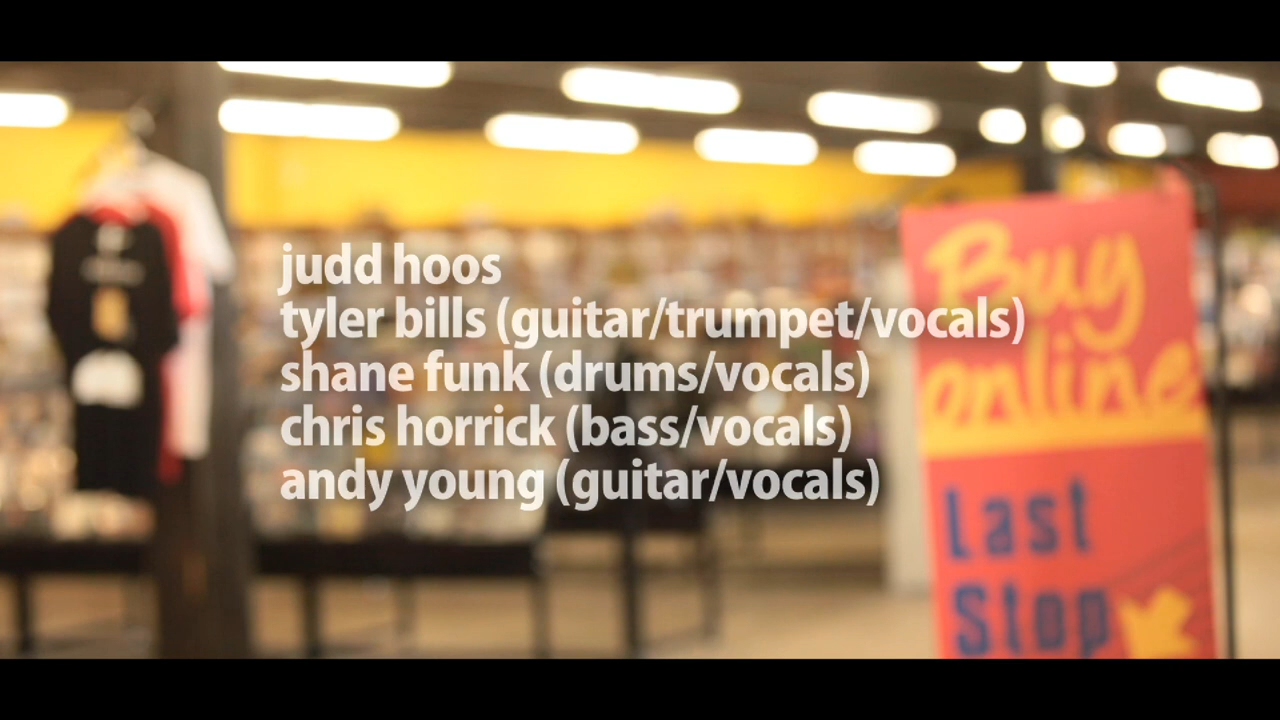 judd hoos
tyler bills (guitar/trumpet/vocals)
shane funk (drums/vocals)
chris horrick (bass/vocals)
andy young (guitar/vocals)
Buy
online
Last
Stop